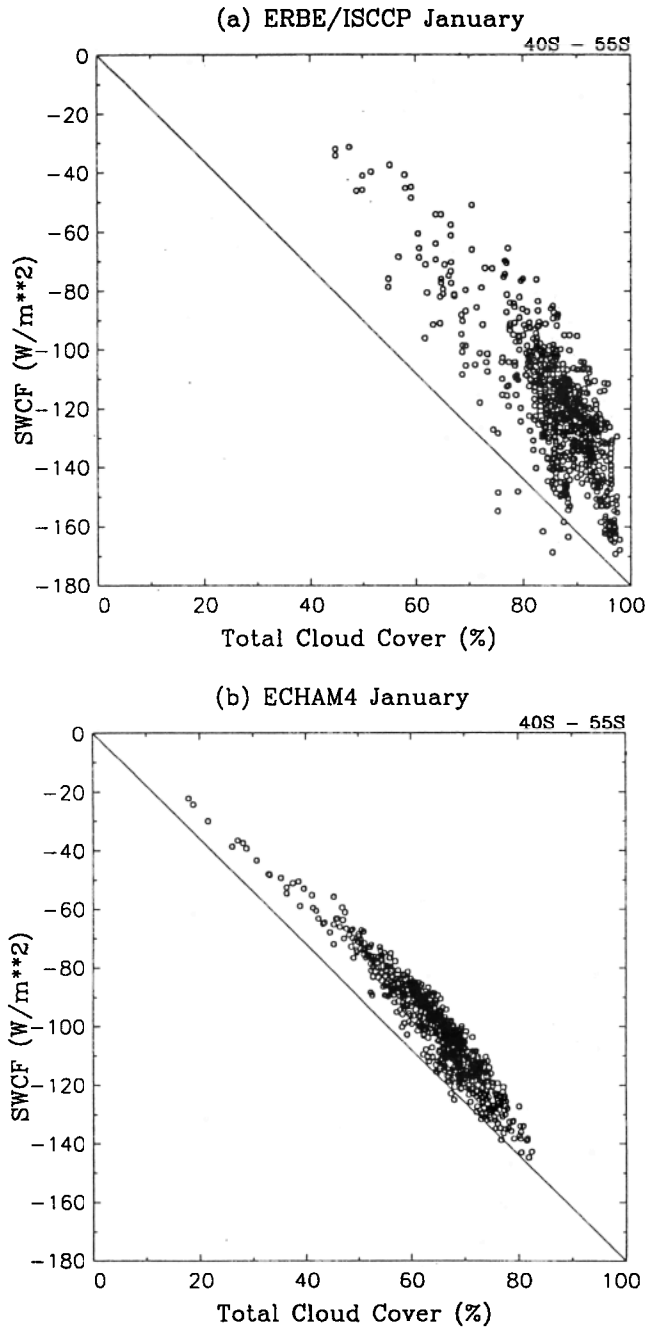 (a) ERBE/ISCCP January
40S - 55S
0
-20
-40
-60
-80
-100
-120
-140
-160
-180
SWCF (W/m**2)
0 20 40 60 80 100
Total Cloud Cover (%)
(b) ECHAM4 January
40S - 55S
0
-20
-40
-60
-80
-100
-120
-140
-160
-180
SWCF (W/m**2)
0 20 40 60 80 100
Total Cloud Cover (%)